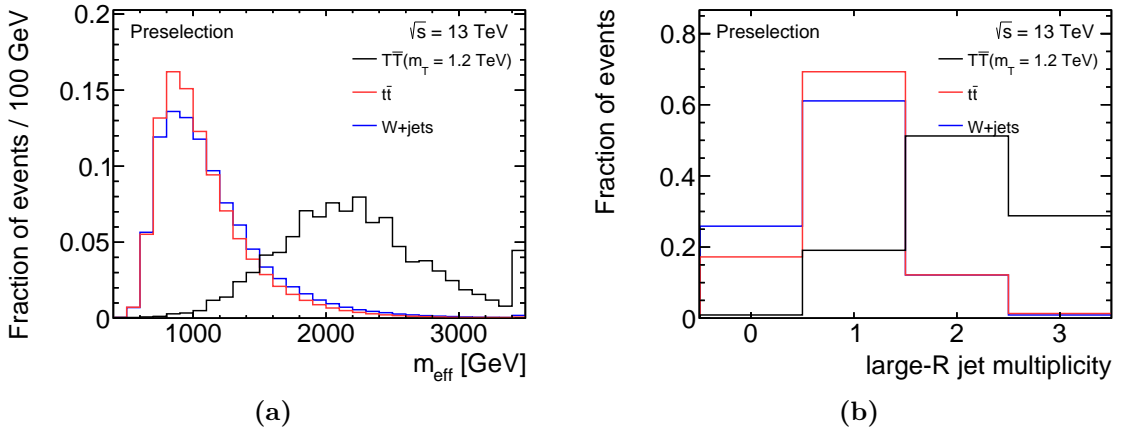 Fraction of events / 100 GeV
0.2
0.15
0.1
0.05
0
Preselection
√s = 13 TeV
TT̅(m_T = 1.2 TeV)
tt̅
W+jets
1000
2000
3000
m_eff [GeV]
(a)
Fraction of events
0.8
0.6
0.4
0.2
0
Preselection
√s = 13 TeV
TT̅(m_T = 1.2 TeV)
tt̅
W+jets
0
1
2
3
large-R jet multiplicity
(b)